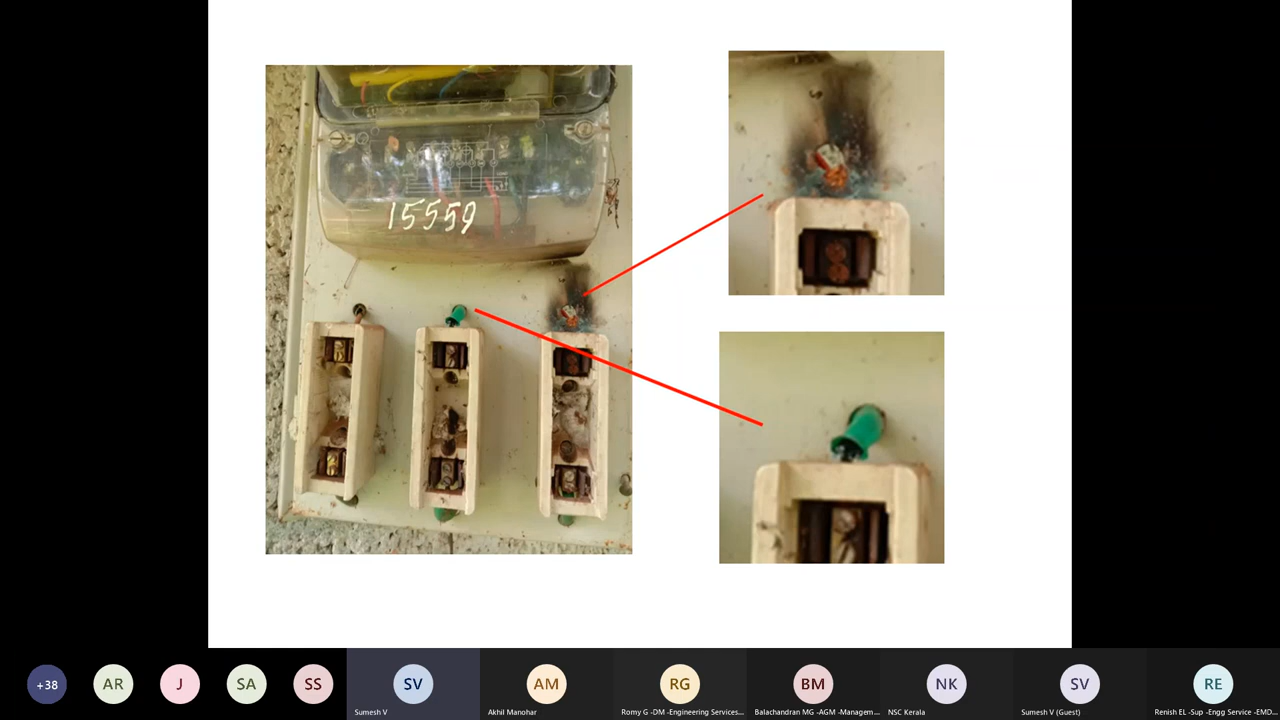 15559
+38
AR
J
SA
SS
SV
AM
RG
BM
NK
SV
RE
Sumesh V
Akhil Manohar
Romy G -DM -Engineering Services...
Balachandran MG -AGM -Managem...
NSC Kerala
Sumesh V (Guest)
Renish EL -Sup -Engg Service -EMD...